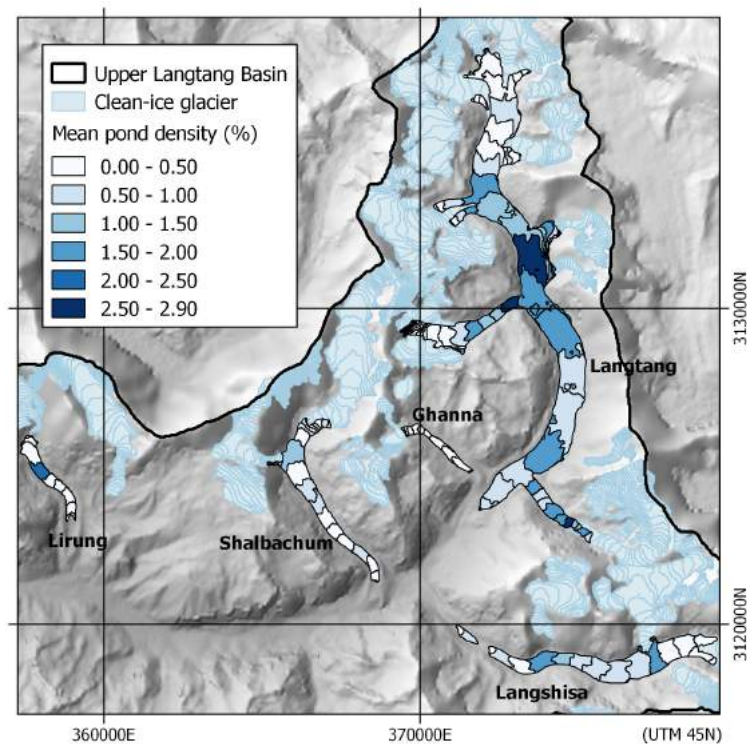 Upper Langtang Basin
Clean-ice glacier
Mean pond density (%)
0.00 - 0.50
0.50 - 1.00
1.00 - 1.50
1.50 - 2.00
2.00 - 2.50
2.50 - 2.90
3130000N
Langtang
Ghanna
Lirung
Shalbachum
3120000N
Langshisa
360000E
370000E
(UTM 45N)